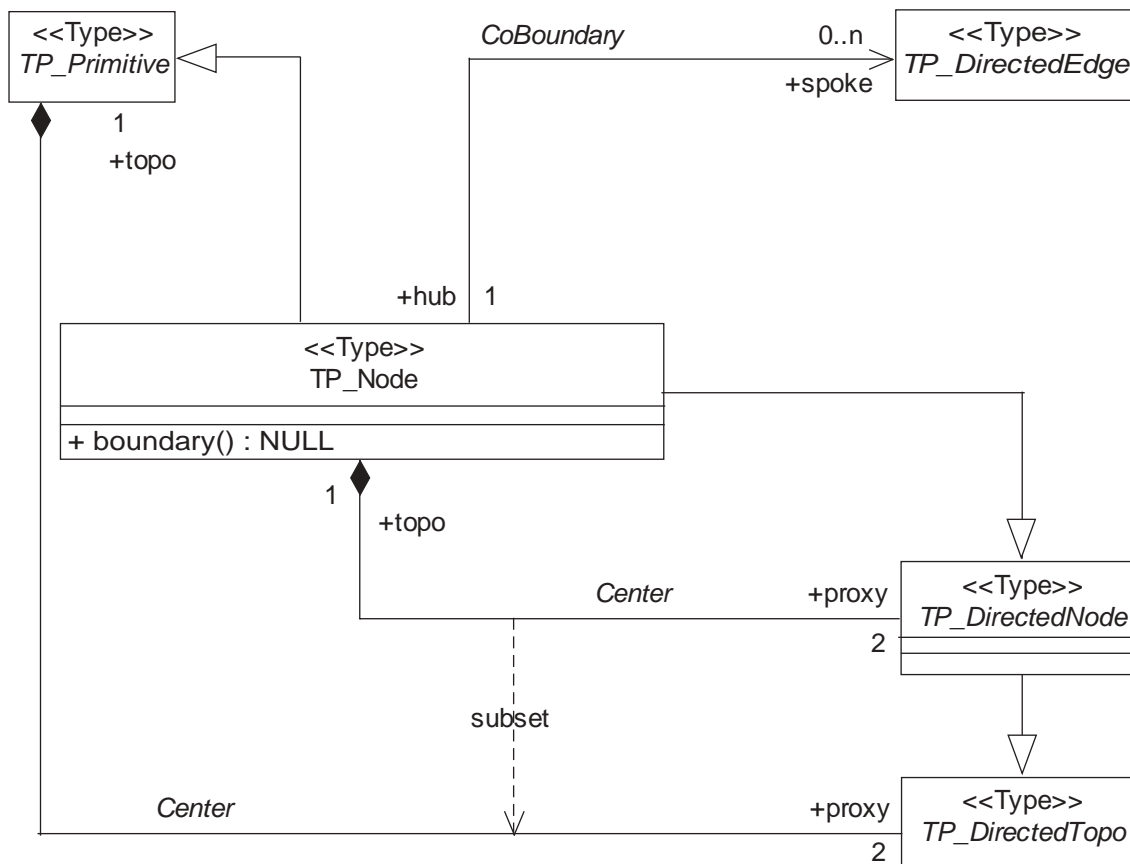 <<Type>>
TP_Primitive
CoBoundary
0..n
<<Type>>
TP_DirectedEdge
+spoke
1
+topo
+hub
1
<<Type>>
TP_Node
+ boundary() : NULL
1
+topo
Center
+proxy
2
<<Type>>
TP_DirectedNode
subset
Center
+proxy
2
<<Type>>
TP_DirectedTopo